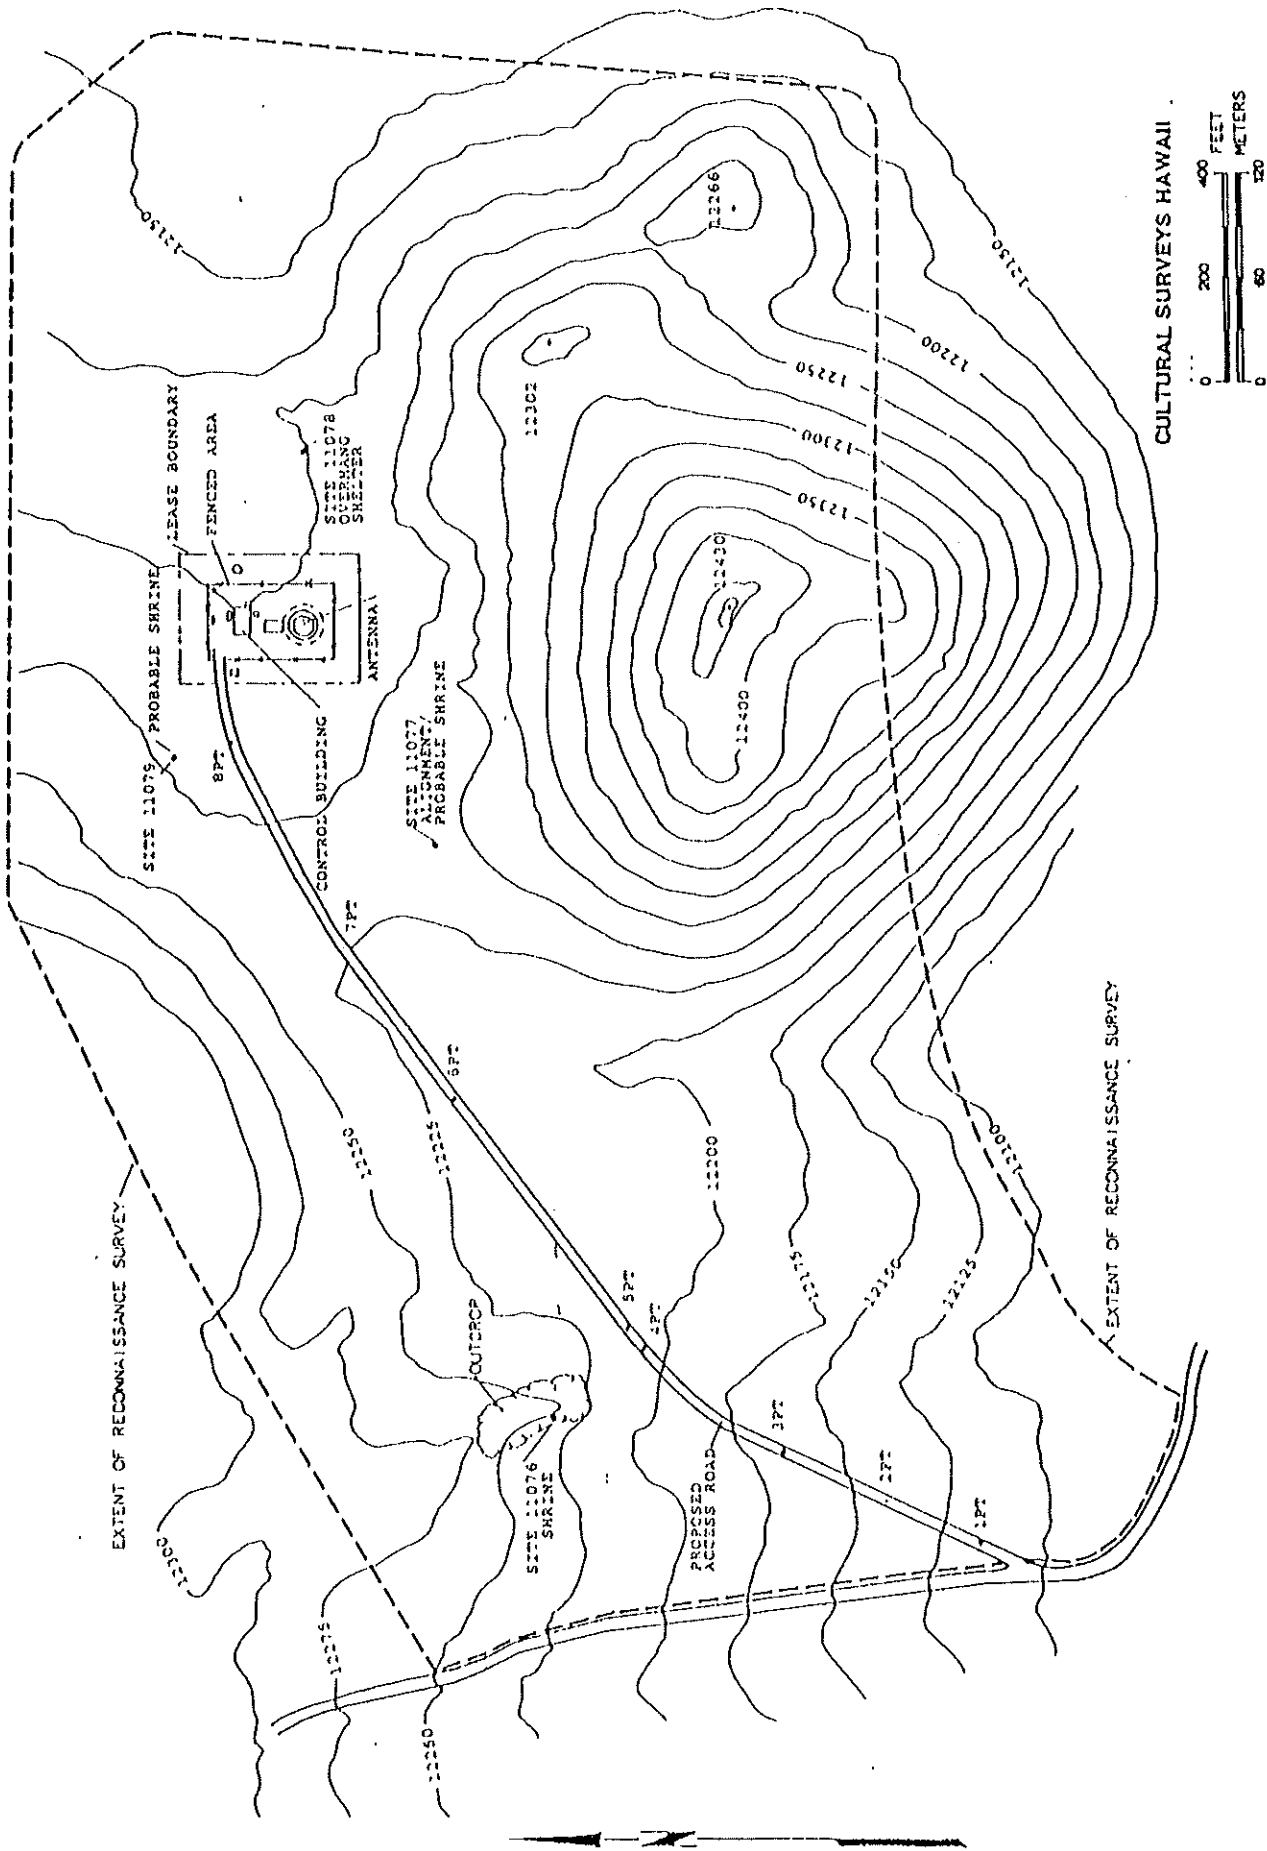 EXTENT OF RECONNAISSANCE SURVEY
12300
12275
12250
SITE 11076
SHRINE
OUTCROP
12250
12225
12200
12175
12150
12125
12100
PROPOSED
ACCESS ROAD
1PT
2PT
3PT
4PT
5PT
6PT
7PT
8PT
EXTENT OF RECONNAISSANCE SURVEY
SITE 11079 PROBABLE SHRINE
LEASE BOUNDARY
FENCED AREA
CONTROL BUILDING
ANTENNA
SITE 11077
ALIGNMENT/
PROBABLE SHRINE
SITE 11078
OVERHANG
SHELTER
12150
12302
12266
12430
12400
12350
12300
12250
12200
12150
CULTURAL SURVEYS HAWAII
0 200 400 FEET
0 60 120 METERS
N